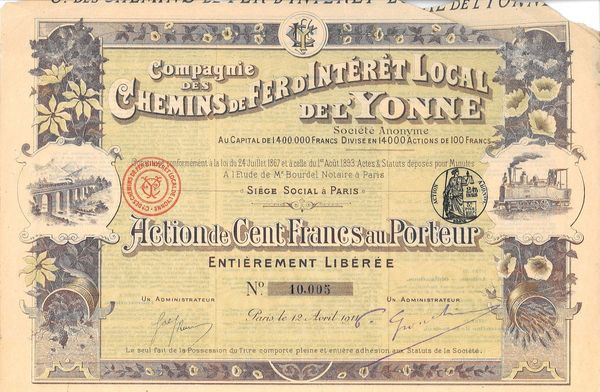 Compagnie
DES
CHEMINS DE FER D'INTÉRÊT LOCAL
DE L'YONNE
Société Anonyme
AU CAPITAL DE 1400.000 FRANCS DIVISÉ EN 14000 ACTIONS DE 100 FRANCS
conformément à la loi du 24 Juillet 1867 et à celle du 1er Août 1893. Actes & Statuts déposés pour Minutes
A l'Étude de Me Bourdel Notaire à Paris
SIÈGE SOCIAL À PARIS
Action de Cent Francs au Porteur
ENTIÈREMENT LIBÉRÉE
No 10.005
UN ADMINISTRATEUR
UN ADMINISTRATEUR
Paris le 12 Avril 191
Le seul fait de la Possession du Titre comporte pleine et entière adhésion aux Statuts de la Société.